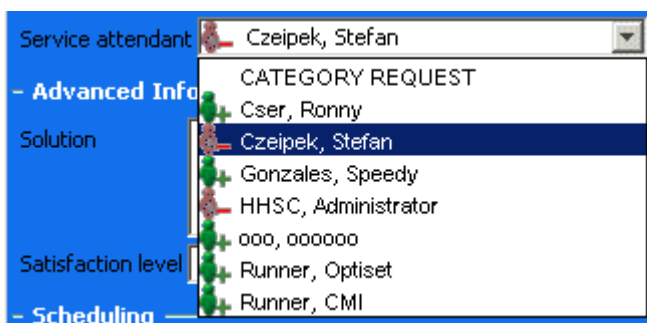 Service attendant Czeipek, Stefan
CATEGORY REQUEST
- Advanced Info
Cser, Ronny
Solution Czeipek, Stefan
Gonzales, Speedy
HHSC, Administrator
ooo, oooooo
Satisfaction level Runner, Optiset
Runner, CMI
- Scheduling